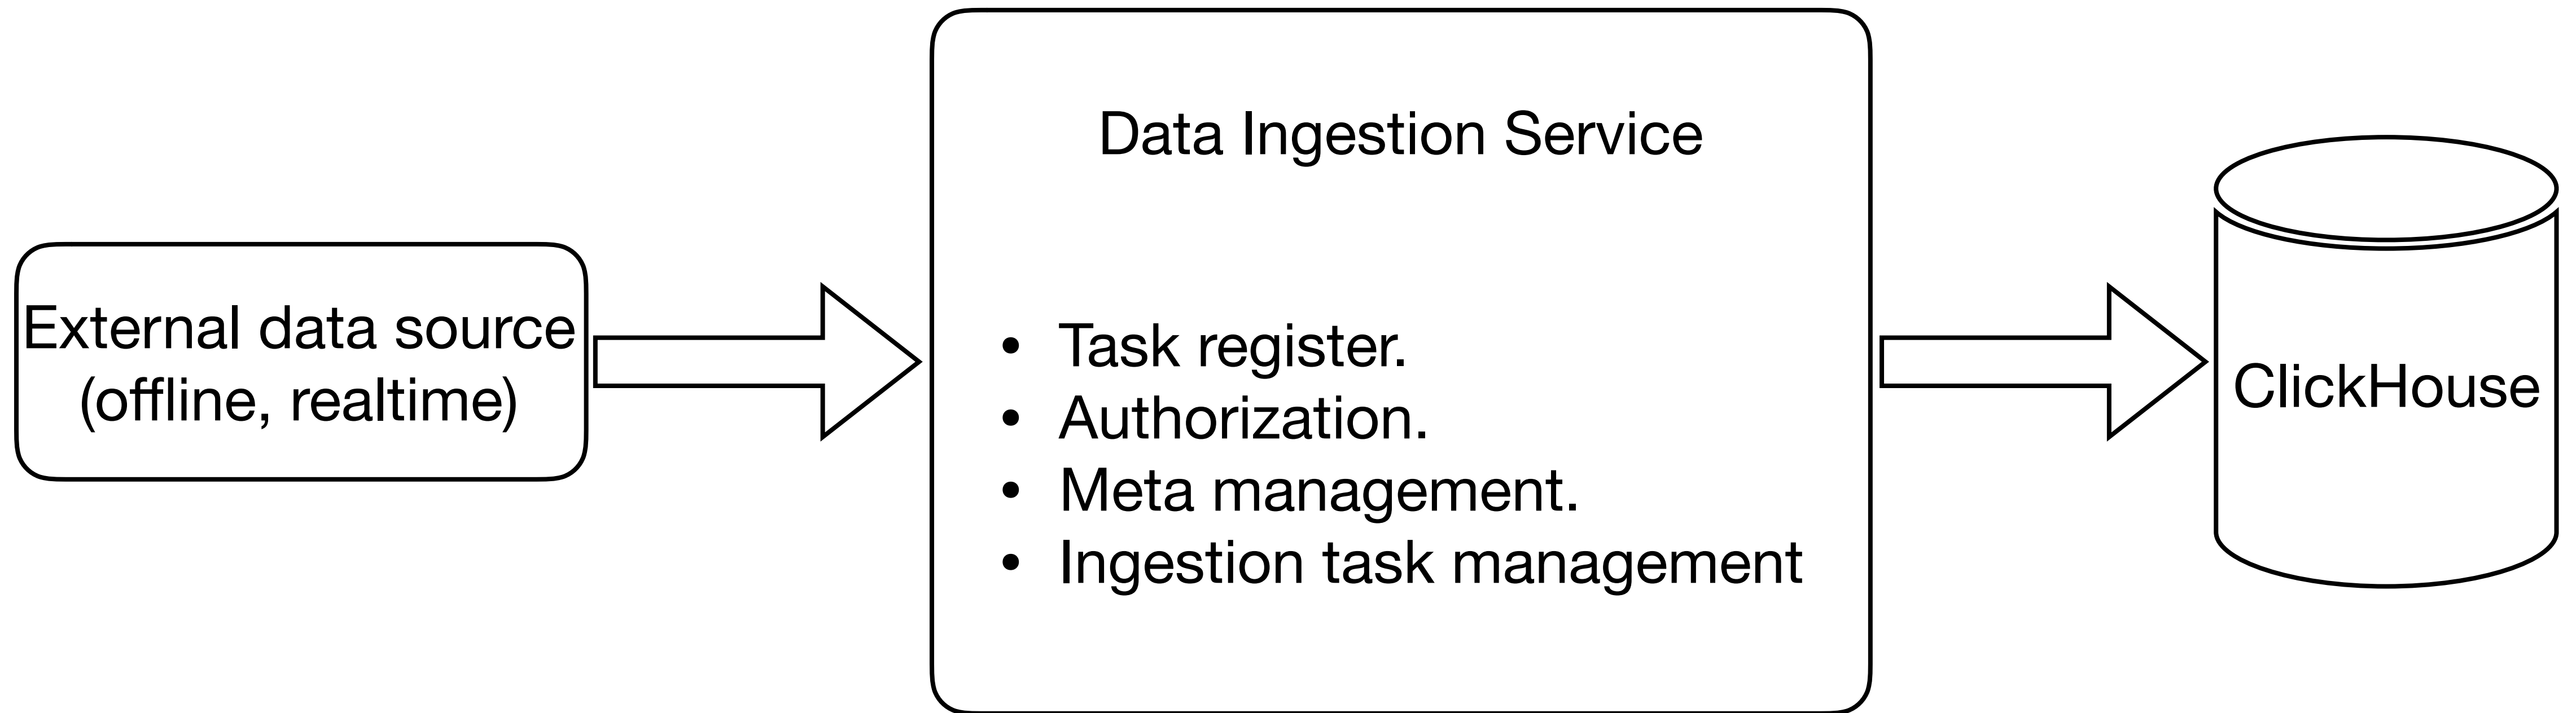 External data source
(offline, realtime)
Data Ingestion Service
• Task register.
• Authorization.
• Meta management.
• Ingestion task management
ClickHouse